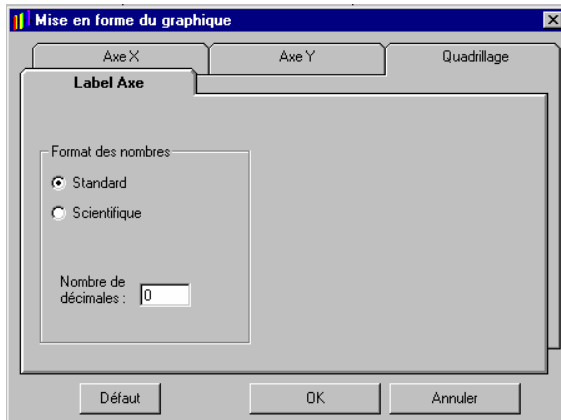 Mise en forme du graphique
Axe X
Axe Y
Quadrillage
Label Axe
Format des nombres
Standard
Scientifique
Nombre de
décimales : 0
Défaut
OK
Annuler